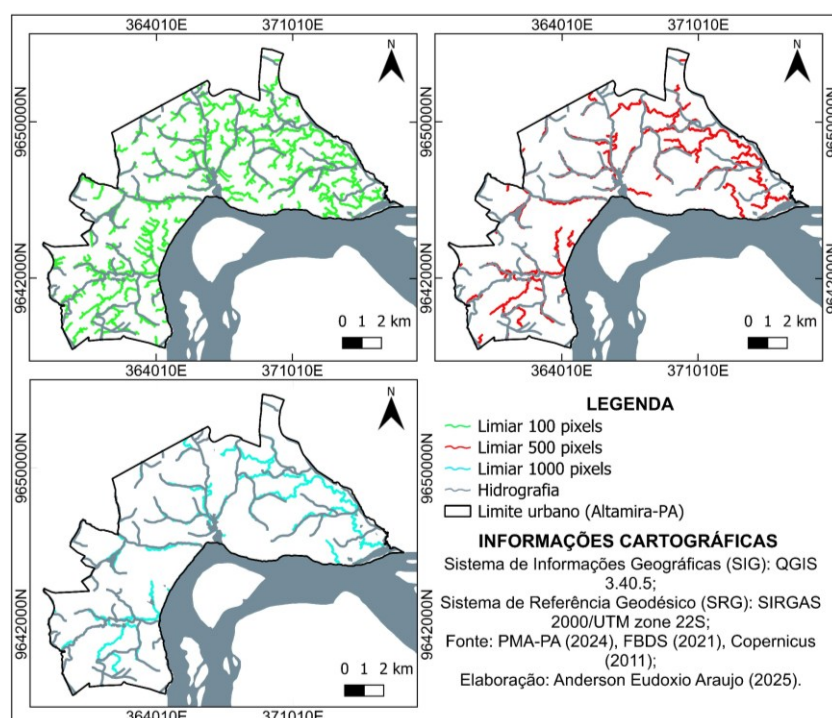 364010E 371010E
364010E 371010E
N
N
9650000N
9650000N
9642000N
9642000N
0 1 2 km
0 1 2 km
N
9650000N
9642000N
0 1 2 km
364010E 371010E
LEGENDA
Limiar 100 pixels
Limiar 500 pixels
Limiar 1000 pixels
Hidrografia
Limite urbano (Altamira-PA)
INFORMAÇÕES CARTOGRÁFICAS
Sistema de Informações Geográficas (SIG): QGIS
3.40.5;
Sistema de Referência Geodésico (SRG): SIRGAS
2000/UTM zone 22S;
Fonte: PMA-PA (2024), FBDS (2021), Copernicus
(2011);
Elaboração: Anderson Eudoxio Araujo (2025).
364010E 371010E